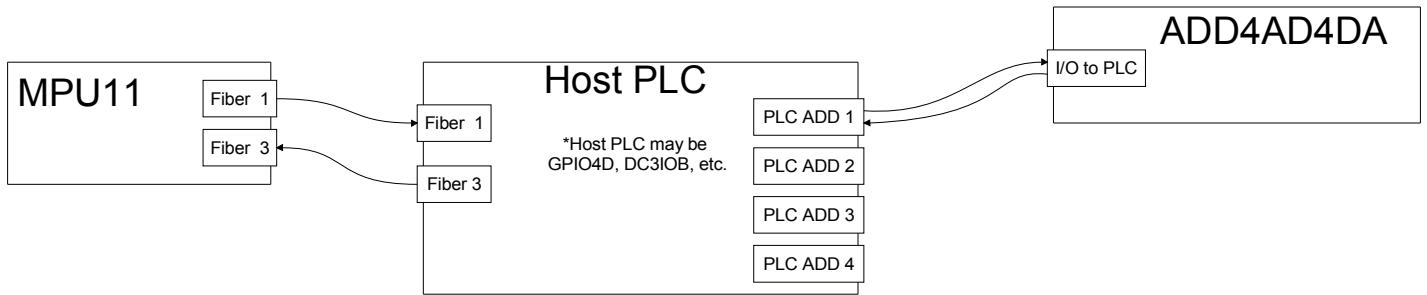 MPU11
Fiber 1
Fiber 3
Host PLC
*Host PLC may be
GPIO4D, DC3IOB, etc.
Fiber 1
Fiber 3
PLC ADD 1
PLC ADD 2
PLC ADD 3
PLC ADD 4
ADD4AD4DA
I/O to PLC